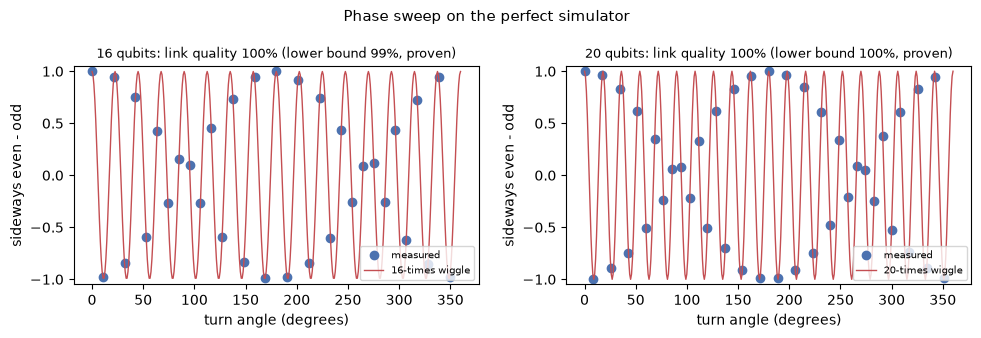 Phase sweep on the perfect simulator
16 qubits: link quality 100% (lower bound 99%, proven)
1.0
0.5
0.0
−0.5
−1.0
sideways even - odd
measured
16-times wiggle
0
50
100
150
200
250
300
350
turn angle (degrees)
20 qubits: link quality 100% (lower bound 100%, proven)
1.0
0.5
0.0
−0.5
−1.0
sideways even - odd
measured
20-times wiggle
0
50
100
150
200
250
300
350
turn angle (degrees)